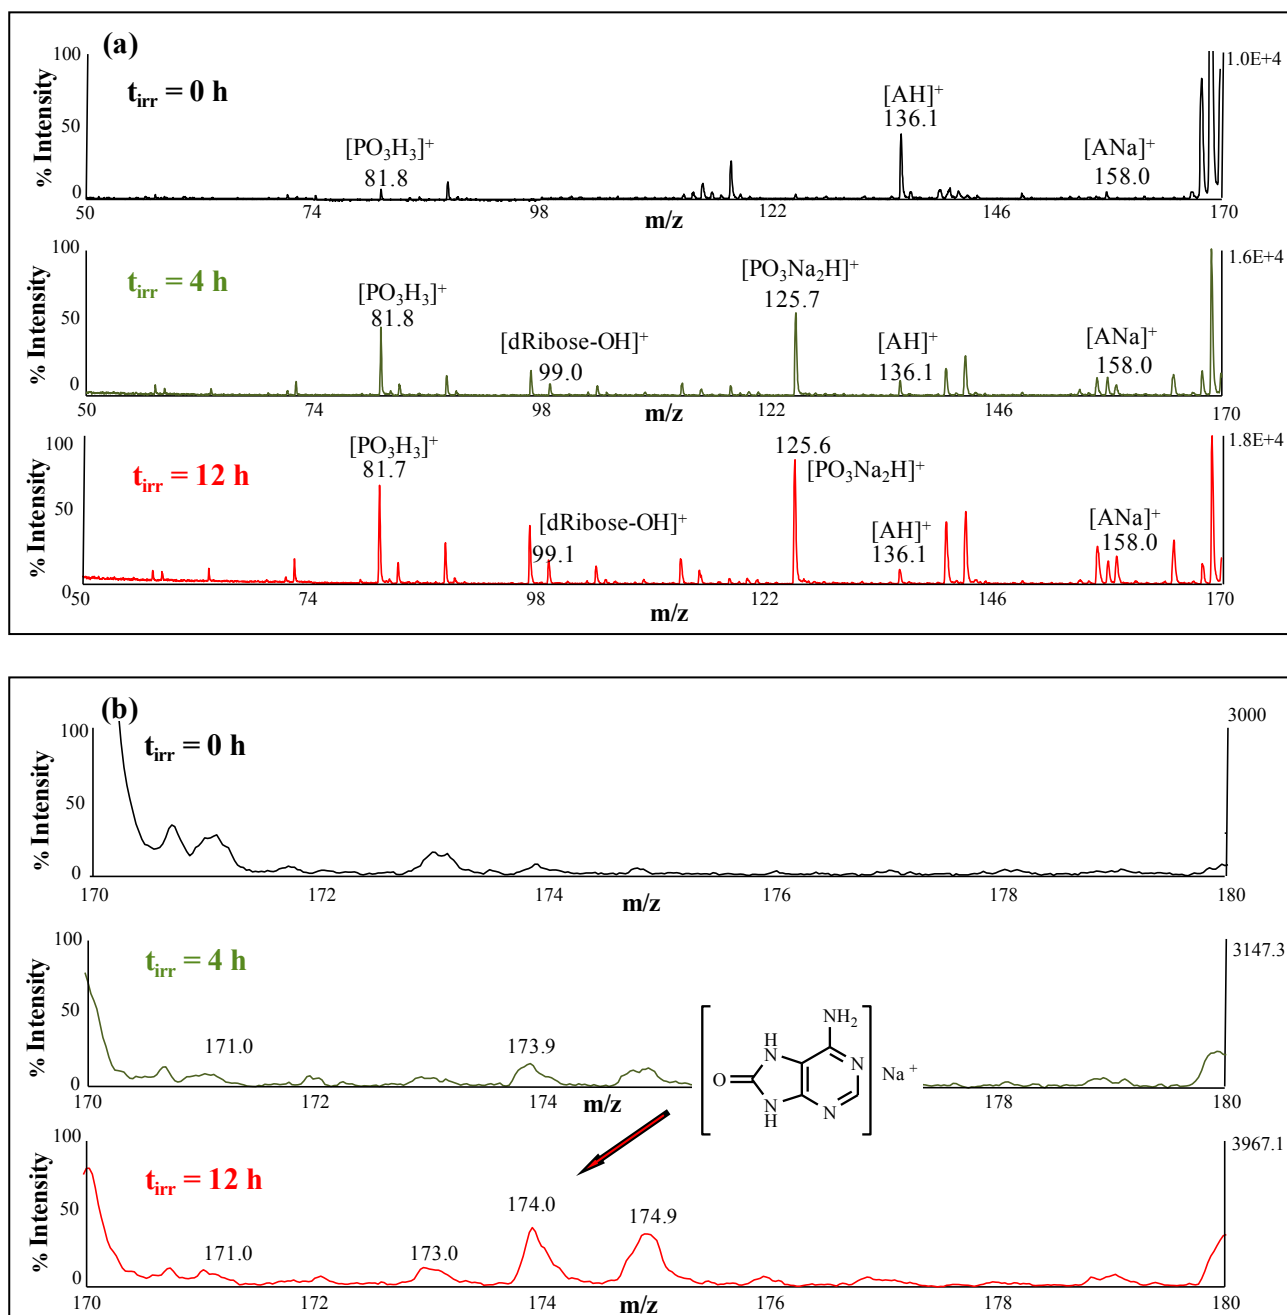 (a)
t_irr = 0 h
% Intensity
100
50
0
1.0E+4
[PO₃H₃]⁺
81.8
[AH]⁺
136.1
[ANa]⁺
158.0
50 74 98 122 146 170
m/z
t_irr = 4 h
% Intensity
100
50
0
1.6E+4
[PO₃H₃]⁺
81.8
[dRibose-OH]⁺
99.0
[PO₃Na₂H]⁺
125.7
[AH]⁺
136.1
[ANa]⁺
158.0
50 74 98 122 146 170
m/z
t_irr = 12 h
% Intensity
100
50
0
1.8E+4
[PO₃H₃]⁺
81.7
[dRibose-OH]⁺
99.1
125.6
[PO₃Na₂H]⁺
[AH]⁺
136.1
[ANa]⁺
158.0
50 74 98 122 146 170
m/z
(b)
t_irr = 0 h
% Intensity
100
50
0
3000
170 172 174 176 178 180
m/z
t_irr = 4 h
% Intensity
100
50
0
3147.3
171.0
173.9
170 172 174 178 180
m/z
NH₂
H
N
N
O
N
H
N
Na⁺
t_irr = 12 h
% Intensity
100
50
0
3967.1
171.0
173.0
174.0
174.9
170 172 174 176 178 180
m/z